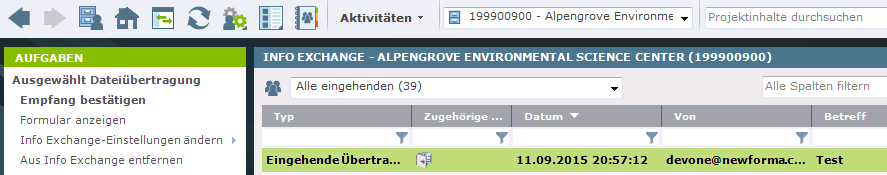 Aktivitäten
199900900 - Alpengrove Environme
Projektinhalte durchsuchen
AUFGABEN
Ausgewählt Dateiübertragung
Empfang bestätigen
Formular anzeigen
Info Exchange-Einstellungen ändern
Aus Info Exchange entfernen
INFO EXCHANGE - ALPENGROVE ENVIRONMENTAL SCIENCE CENTER (199900900)
Alle eingehenden (39)
Alle Spalten filtern
Typ Zugehörige ... Datum Von Betreff
Eingehende Übertra... 11.09.2015 20:57:12 devone@newforma.c... Test